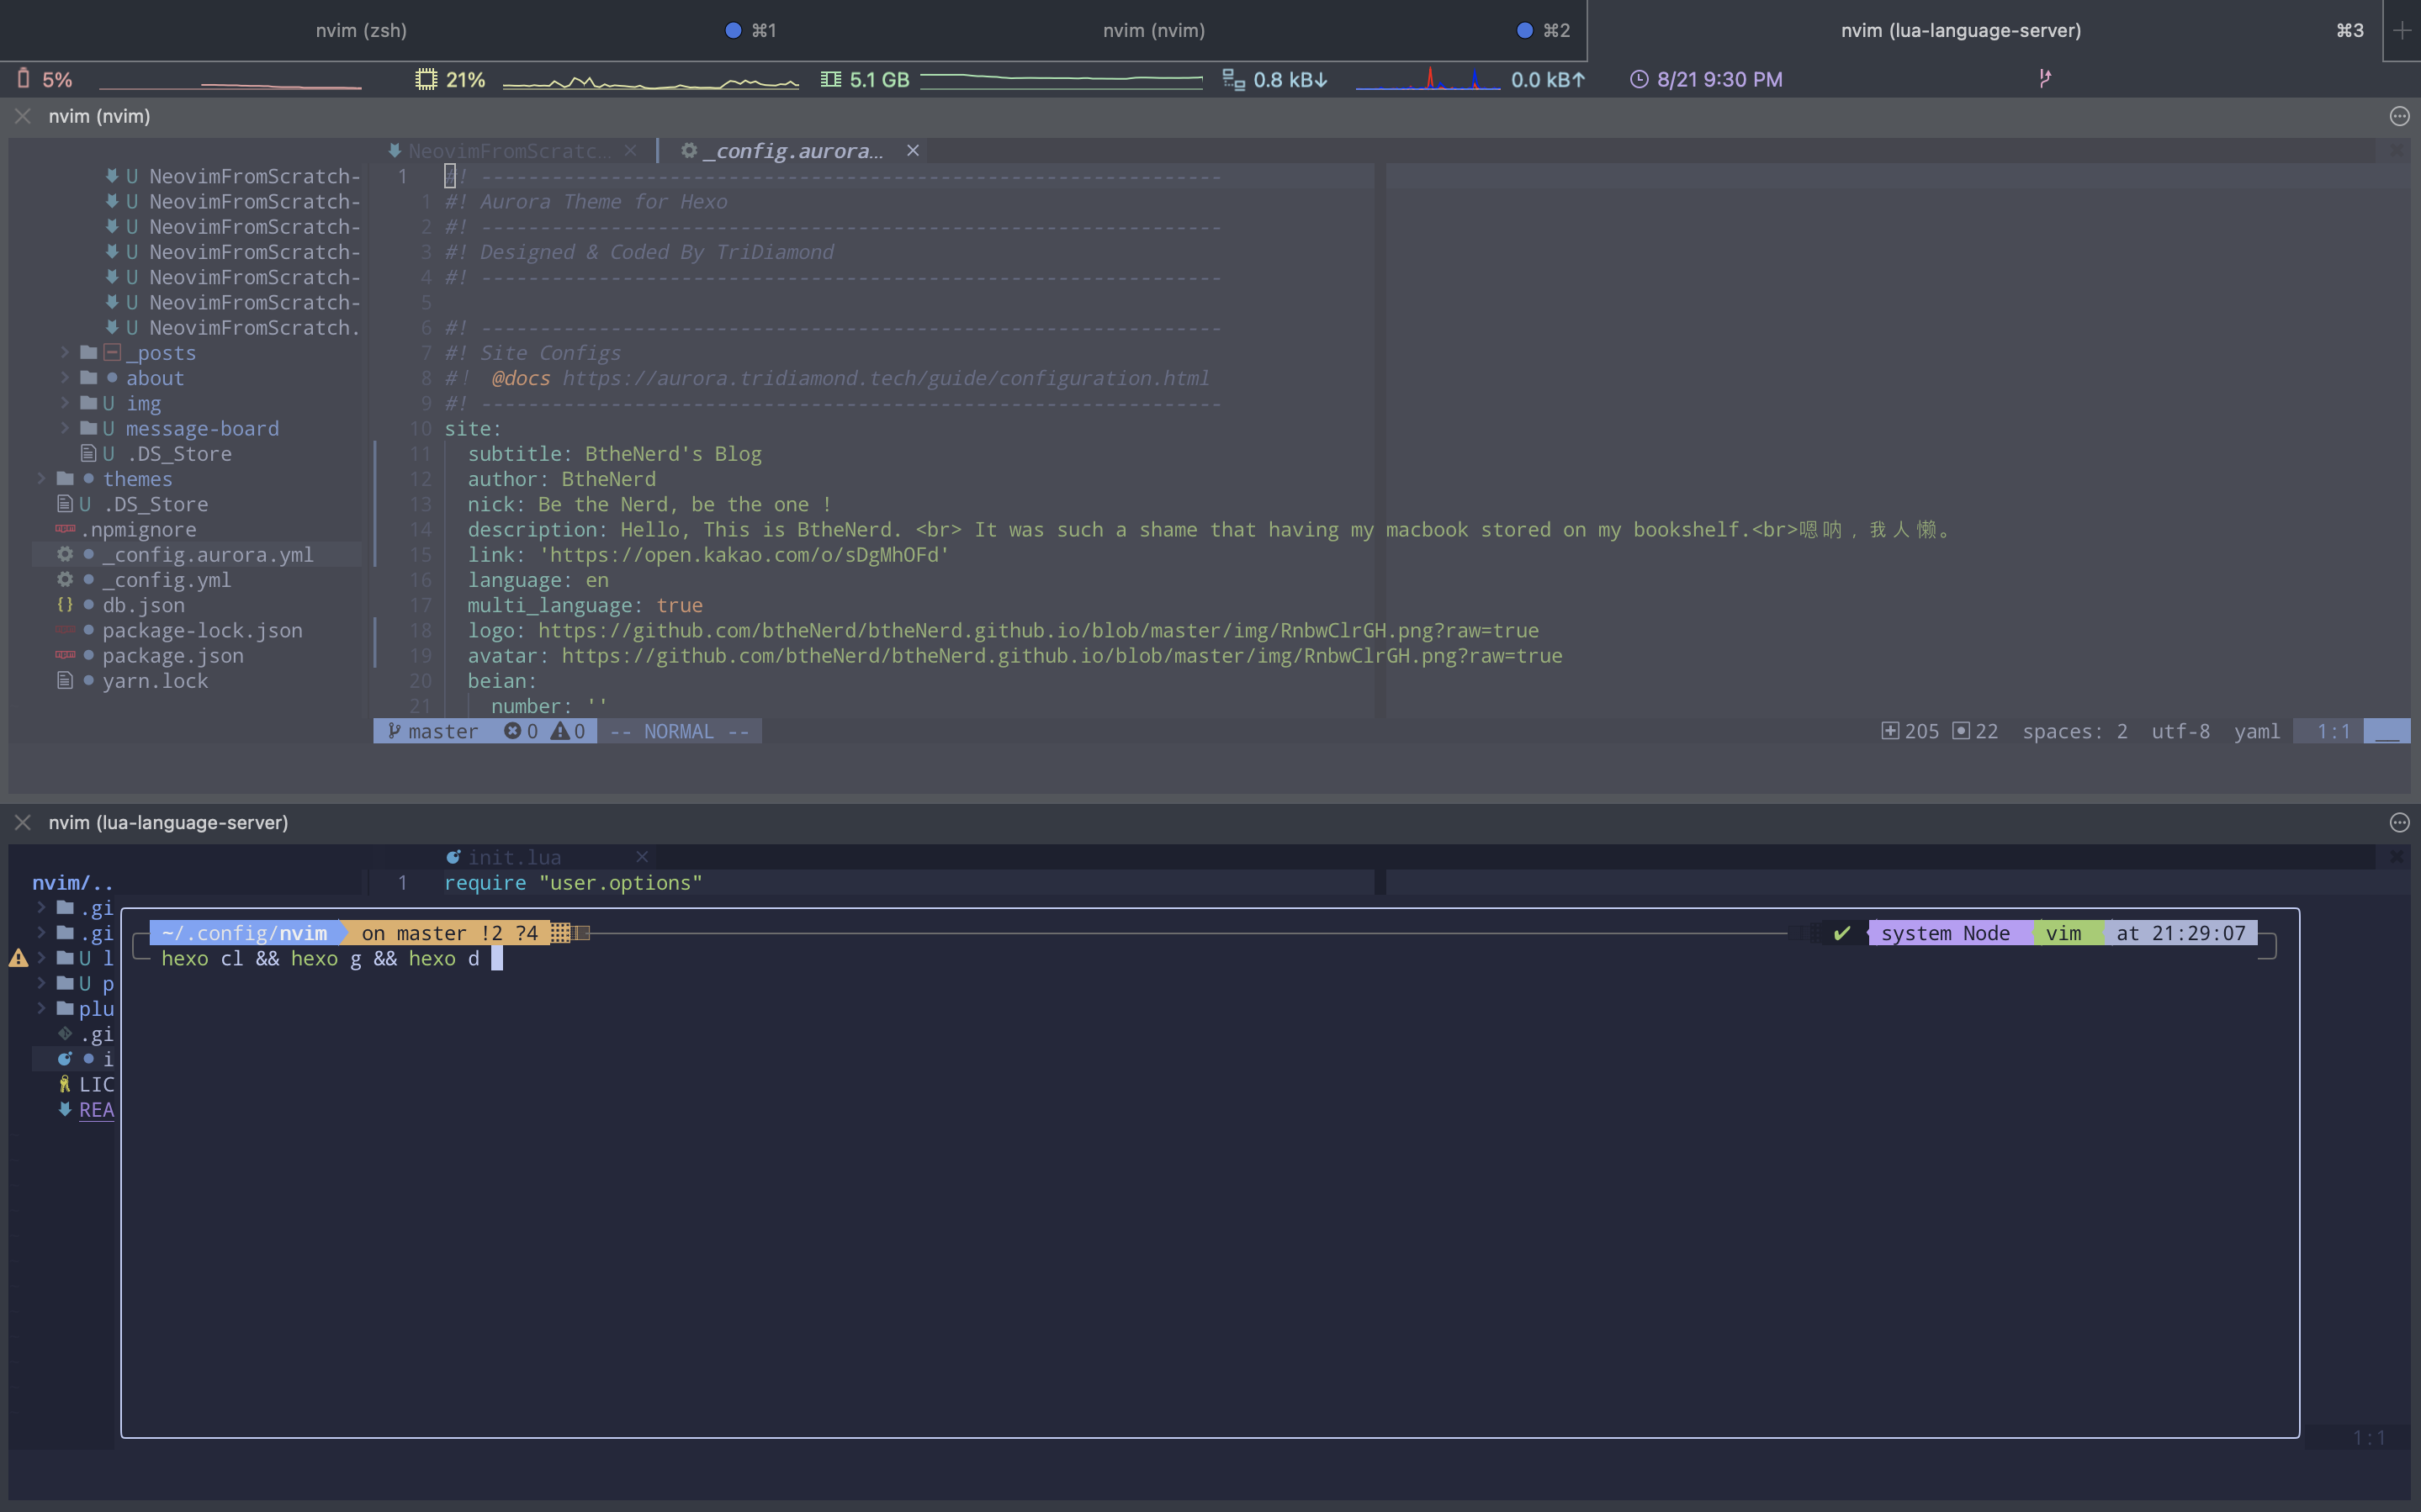 nvim (zsh) ⌘1 nvim (nvim) ⌘2 nvim (lua-language-server) ⌘3 +
5% 21% 5.1 GB 0.8 kB↓ 0.0 kB↑ 8/21 9:30 PM
nvim (nvim)
NeovimFromScratc... × _config.aurora... ×
U NeovimFromScratch-
U NeovimFromScratch-
U NeovimFromScratch-
U NeovimFromScratch-
U NeovimFromScratch-
U NeovimFromScratch-
U NeovimFromScratch.
_posts
about
U img
U message-board
U .DS_Store
themes
U .DS_Store
.npmignore
_config.aurora.yml
_config.yml
{} db.json
package-lock.json
package.json
yarn.lock
1 #! ---------------------------------------------------------------
1 #! Aurora Theme for Hexo
2 #! ---------------------------------------------------------------
3 #! Designed & Coded By TriDiamond
4 #! ---------------------------------------------------------------
5
6 #! ---------------------------------------------------------------
7 #! Site Configs
8 #!  @docs https://aurora.tridiamond.tech/guide/configuration.html
9 #! ---------------------------------------------------------------
10 site:
11   subtitle: BtheNerd's Blog
12   author: BtheNerd
13   nick: Be the Nerd, be the one !
14   description: Hello, This is BtheNerd. <br> It was such a shame that having my macbook stored on my bookshelf.<br>嗯呐，我人懒。
15   link: 'https://open.kakao.com/o/sDgMhOFd'
16   language: en
17   multi_language: true
18   logo: https://github.com/btheNerd/btheNerd.github.io/blob/master/img/RnbwClrGH.png?raw=true
19   avatar: https://github.com/btheNerd/btheNerd.github.io/blob/master/img/RnbwClrGH.png?raw=true
20   beian:
21     number: ''
master 0 0 -- NORMAL -- 205 22 spaces: 2 utf-8 yaml 1:1 __
nvim (lua-language-server)
init.lua ×
nvim/..
1 require "user.options"
.gi
.gi
U l
U p
plu
.gi
i
LIC
REA
~/.config/nvim on master !2 ?4 ✔ system Node vim at 21:29:07
hexo cl && hexo g && hexo d
1:1